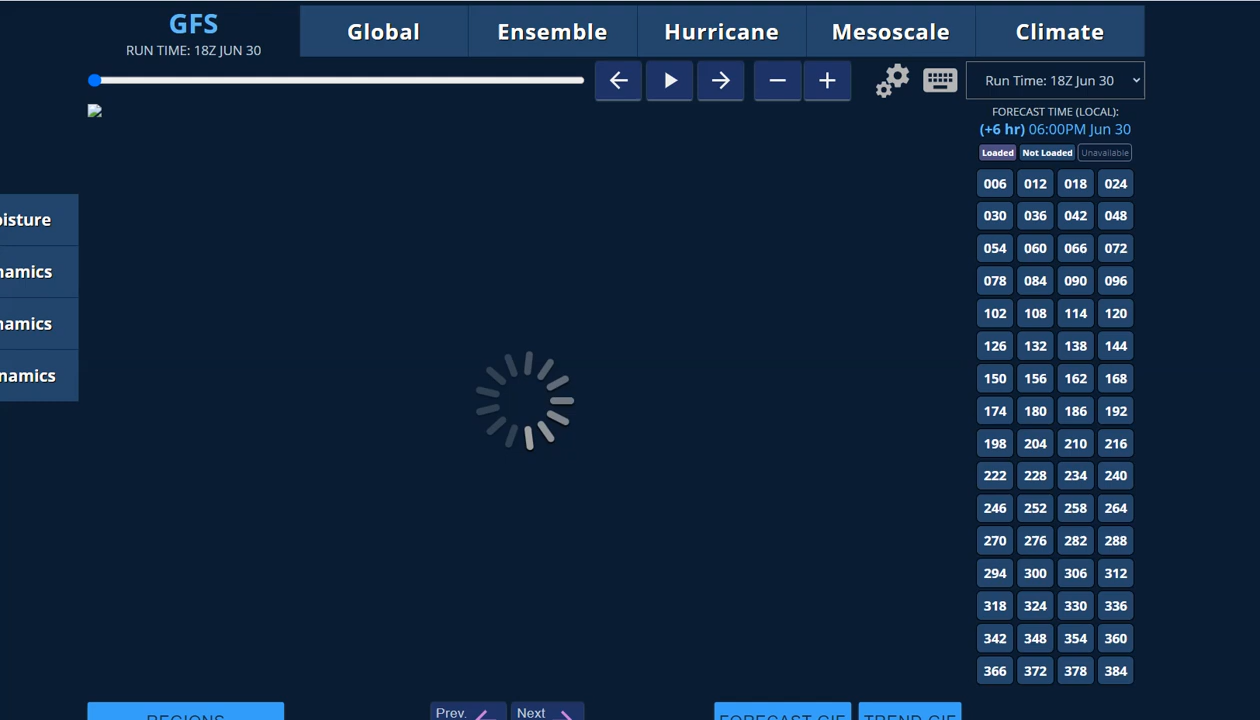 GFS
RUN TIME: 18Z JUN 30
Global
Ensemble
Hurricane
Mesoscale
Climate
Run Time: 18Z Jun 30
FORECAST TIME (LOCAL):
(+6 hr) 06:00PM Jun 30
Loaded Not Loaded Unavailable
006 012 018 024
030 036 042 048
054 060 066 072
078 084 090 096
102 108 114 120
126 132 138 144
150 156 162 168
174 180 186 192
198 204 210 216
222 228 234 240
246 252 258 264
270 276 282 288
294 300 306 312
318 324 330 336
342 348 354 360
366 372 378 384
oisture
namics
namics
namics
REGIONS
Prev.
Next
FORECAST GIF
TREND GIF